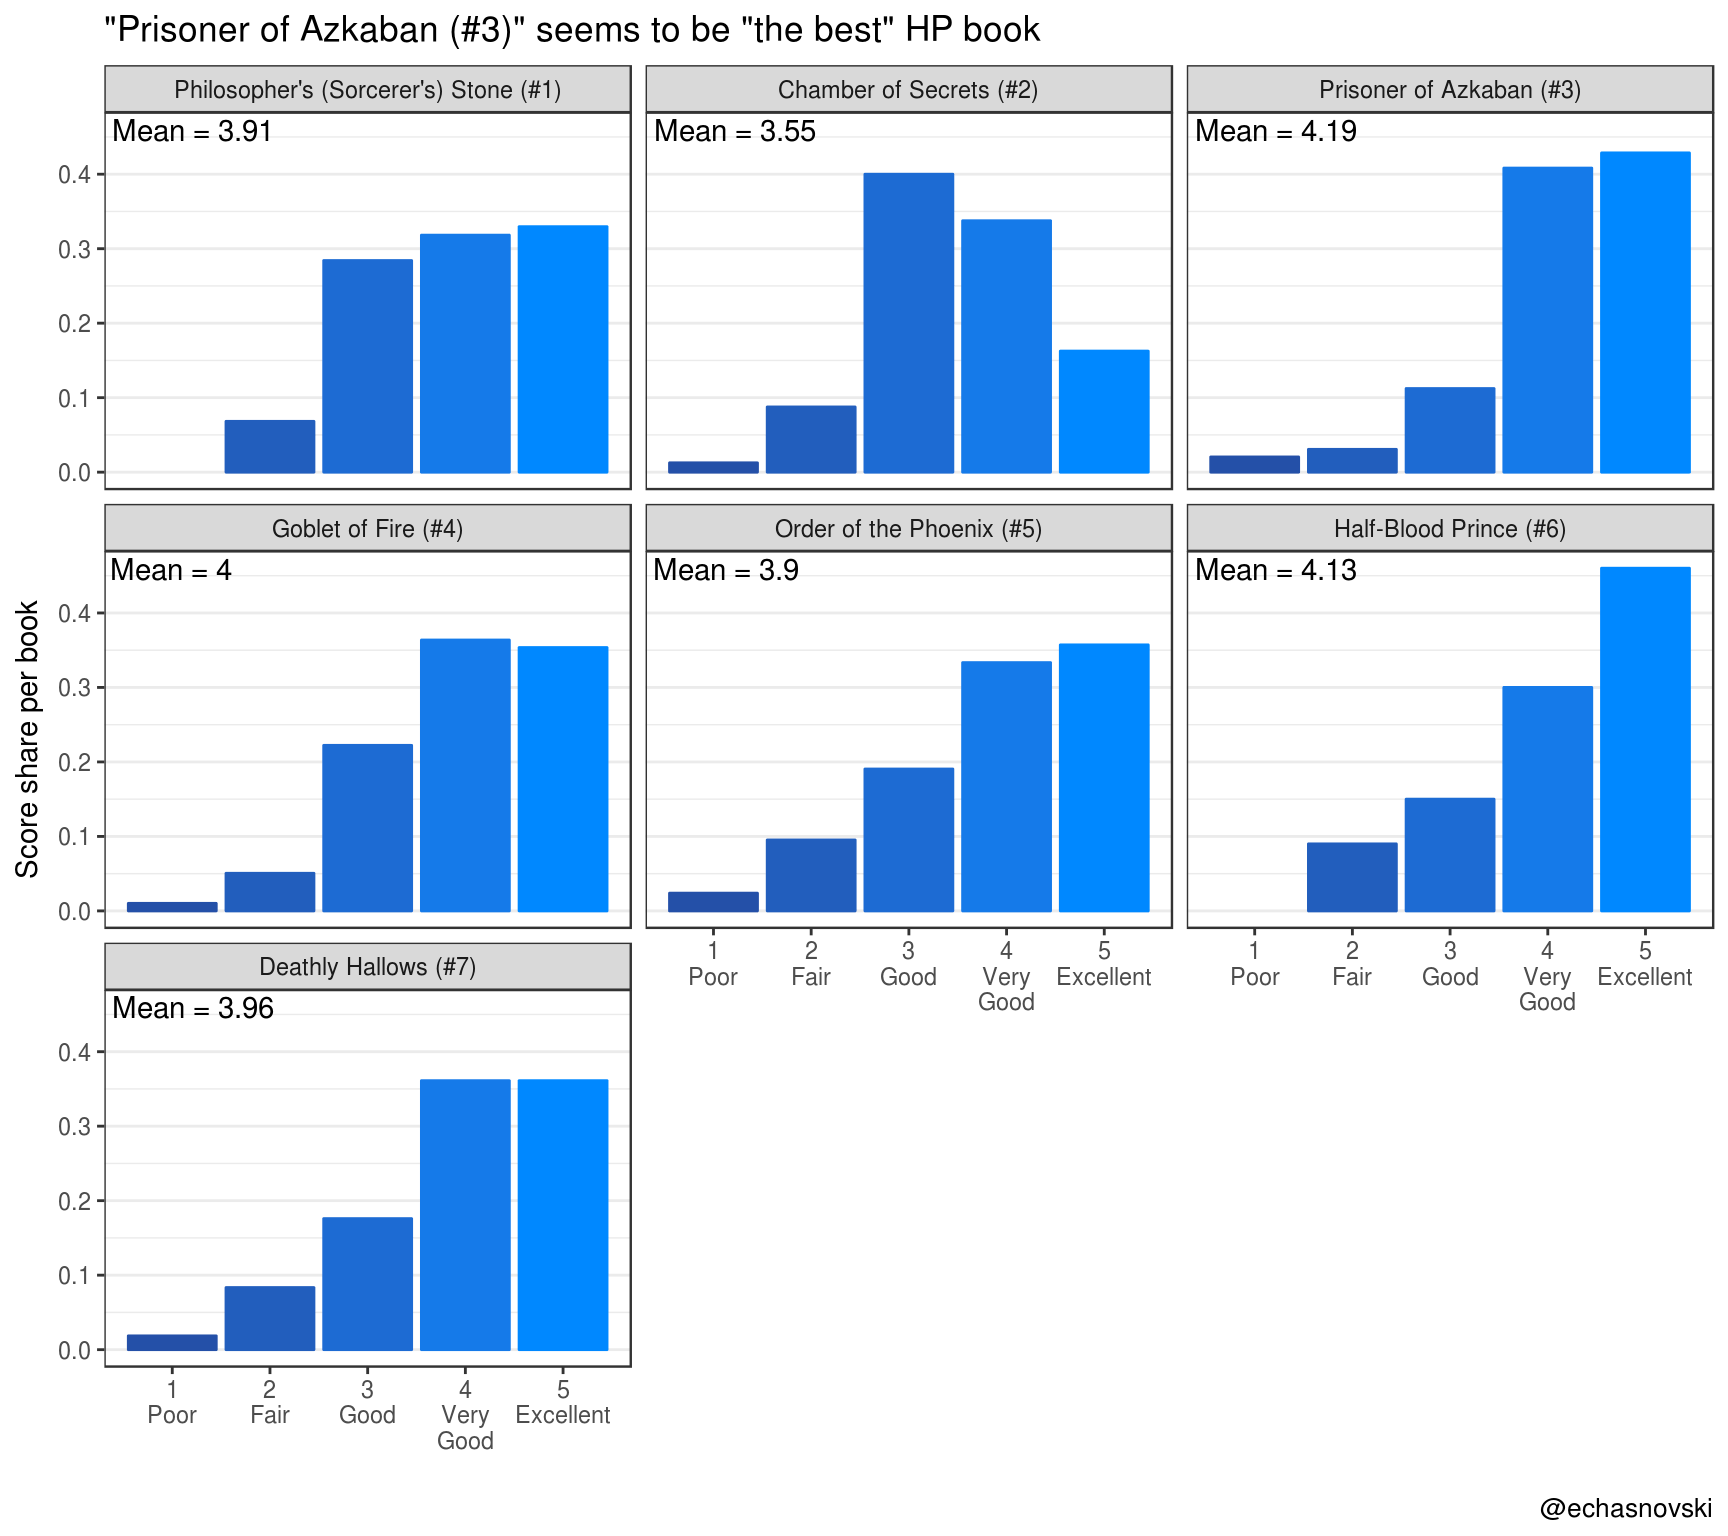 "Prisoner of Azkaban (#3)" seems to be "the best" HP book
Philosopher's (Sorcerer's) Stone (#1)
Mean = 3.91
Chamber of Secrets (#2)
Mean = 3.55
Prisoner of Azkaban (#3)
Mean = 4.19
0.4
0.3
0.2
0.1
0.0
Score share per book
Goblet of Fire (#4)
Mean = 4
Order of the Phoenix (#5)
Mean = 3.9
Half-Blood Prince (#6)
Mean = 4.13
0.4
0.3
0.2
0.1
0.0
1 2 3 4 5
Poor Fair Good Very Excellent
Good
1 2 3 4 5
Poor Fair Good Very Excellent
Good
Deathly Hallows (#7)
Mean = 3.96
0.4
0.3
0.2
0.1
0.0
1 2 3 4 5
Poor Fair Good Very Excellent
Good
@echasnovski